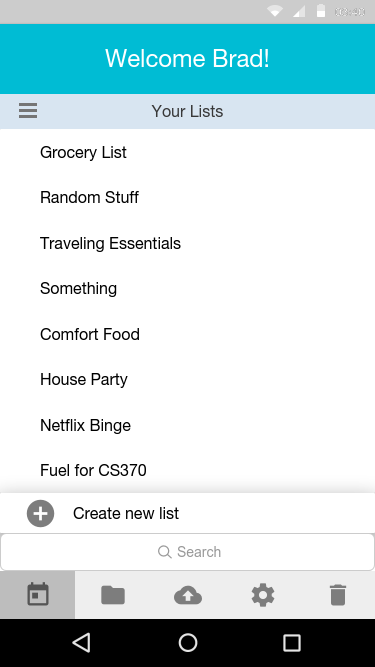 Welcome Brad!
Your Lists
Grocery List
Random Stuff
Traveling Essentials
Something
Comfort Food
House Party
Netflix Binge
Fuel for CS370
Create new list
Search